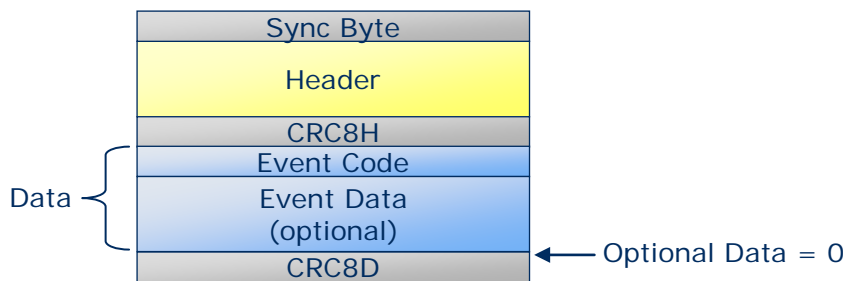 Sync Byte
Header
CRC8H
Event Code
Data
Event Data
(optional)
Optional Data = 0
CRC8D